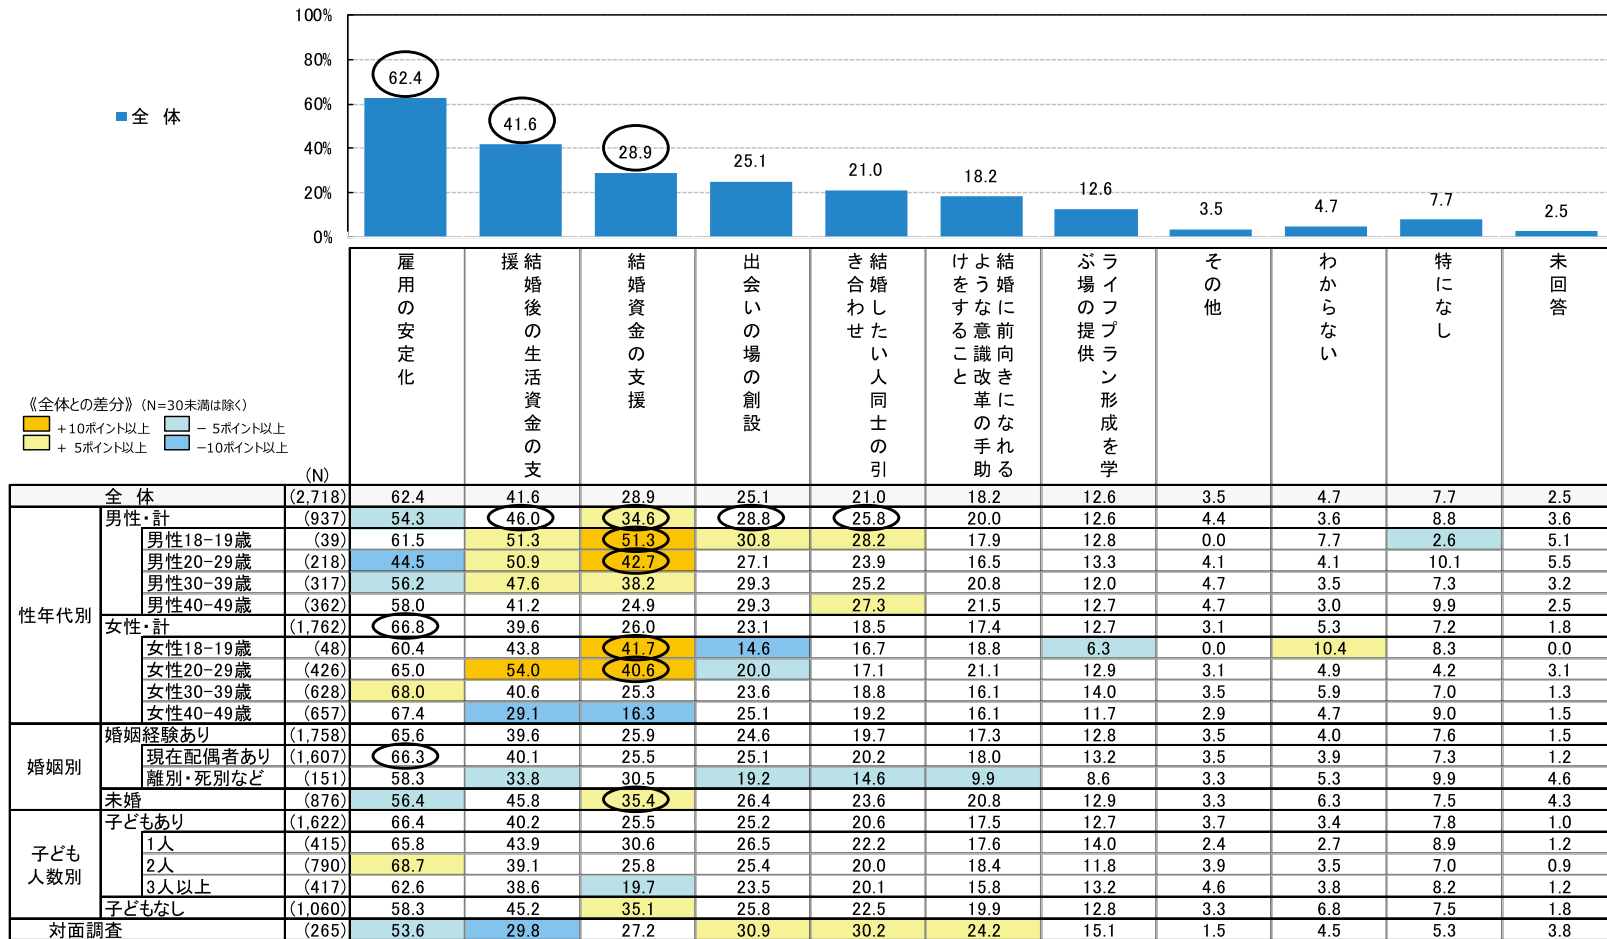 100%
80%
60%
40%
20%
0%
全 体
62.4
41.6
28.9
25.1
21.0
18.2
12.6
3.5
4.7
7.7
2.5
雇用の安定化
結婚後の生活資金の支援
結婚資金の支援
出会いの場の創設
結婚したい人同士の引き合わせ
結婚に前向きになれるような意識改革の手助けをすること
ライフプラン形成を学ぶ場の提供
その他
わからない
特になし
未回答
《全体との差分》(N=30未満は除く)
+10ポイント以上 - 5ポイント以上
+ 5ポイント以上 -10ポイント以上
(N)
全 体 (2,718) 62.4 41.6 28.9 25.1 21.0 18.2 12.6 3.5 4.7 7.7 2.5
性年代別
男性・計 (937) 54.3 46.0 34.6 28.8 25.8 20.0 12.6 4.4 3.6 8.8 3.6
男性18-19歳 (39) 61.5 51.3 51.3 30.8 28.2 17.9 12.8 0.0 7.7 2.6 5.1
男性20-29歳 (218) 44.5 50.9 42.7 27.1 23.9 16.5 13.3 4.1 4.1 10.1 5.5
男性30-39歳 (317) 56.2 47.6 38.2 29.3 25.2 20.8 12.0 4.7 3.5 7.3 3.2
男性40-49歳 (362) 58.0 41.2 24.9 29.3 27.3 21.5 12.7 4.7 3.0 9.9 2.5
女性・計 (1,762) 66.8 39.6 26.0 23.1 18.5 17.4 12.7 3.1 5.3 7.2 1.8
女性18-19歳 (48) 60.4 43.8 41.7 14.6 16.7 18.8 6.3 0.0 10.4 8.3 0.0
女性20-29歳 (426) 65.0 54.0 40.6 20.0 17.1 21.1 12.9 3.1 4.9 4.2 3.1
女性30-39歳 (628) 68.0 40.6 25.3 23.6 18.8 16.1 14.0 3.5 5.9 7.0 1.3
女性40-49歳 (657) 67.4 29.1 16.3 25.1 19.2 16.1 11.7 2.9 4.7 9.0 1.5
婚姻別
婚姻経験あり (1,758) 65.6 39.6 25.9 24.6 19.7 17.3 12.8 3.5 4.0 7.6 1.5
現在配偶者あり (1,607) 66.3 40.1 25.5 25.1 20.2 18.0 13.2 3.5 3.9 7.3 1.2
離別・死別など (151) 58.3 33.8 30.5 19.2 14.6 9.9 8.6 3.3 5.3 9.9 4.6
未婚 (876) 56.4 45.8 35.4 26.4 23.6 20.8 12.9 3.3 6.3 7.5 4.3
子ども
人数別
子どもあり (1,622) 66.4 40.2 25.5 25.2 20.6 17.5 12.7 3.7 3.4 7.8 1.0
1人 (415) 65.8 43.9 30.6 26.5 22.2 17.6 14.0 2.4 2.7 8.9 1.2
2人 (790) 68.7 39.1 25.8 25.4 20.0 18.4 11.8 3.9 3.5 7.0 0.9
3人以上 (417) 62.6 38.6 19.7 23.5 20.1 15.8 13.2 4.6 3.8 8.2 1.2
子どもなし (1,060) 58.3 45.2 35.1 25.8 22.5 19.9 12.8 3.3 6.8 7.5 1.8
対面調査 (265) 53.6 29.8 27.2 30.9 30.2 24.2 15.1 1.5 4.5 5.3 3.8